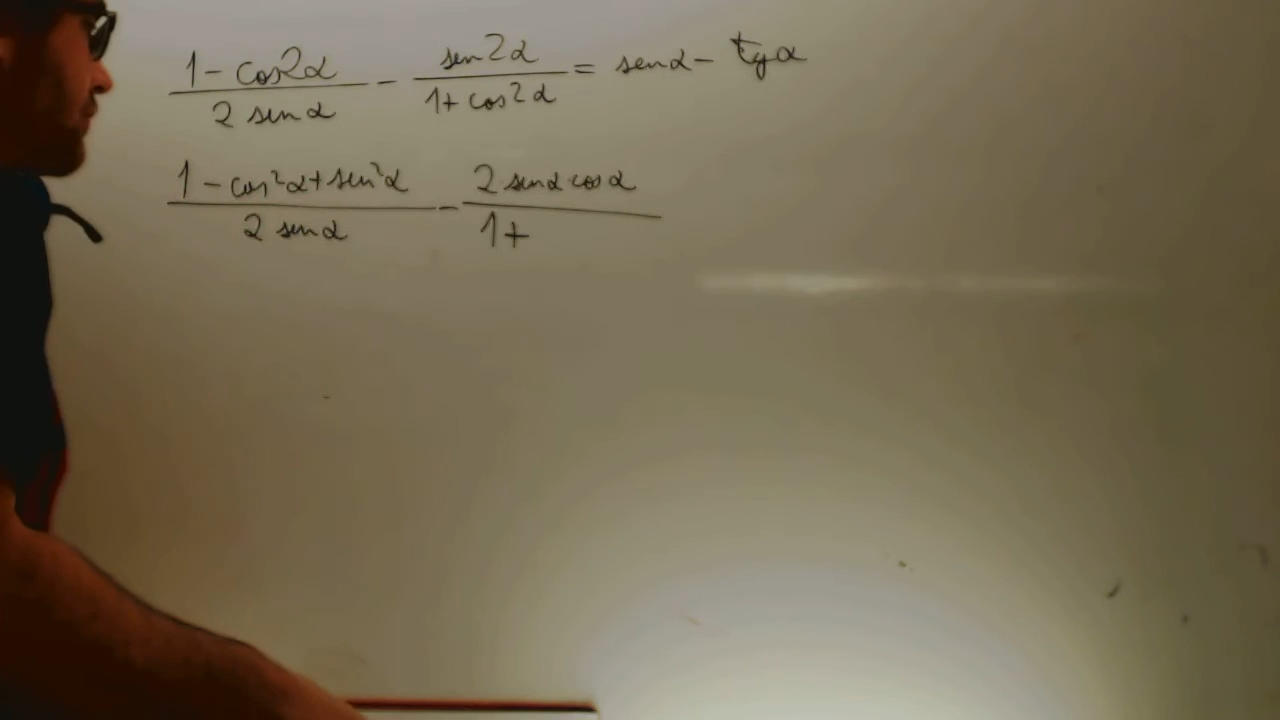 1 - cos2α / 2 senα - sen2α / 1 + cos2α = senα - tgα
1 - cos²α + sen²α / 2 senα - 2 senα cosα / 1 +